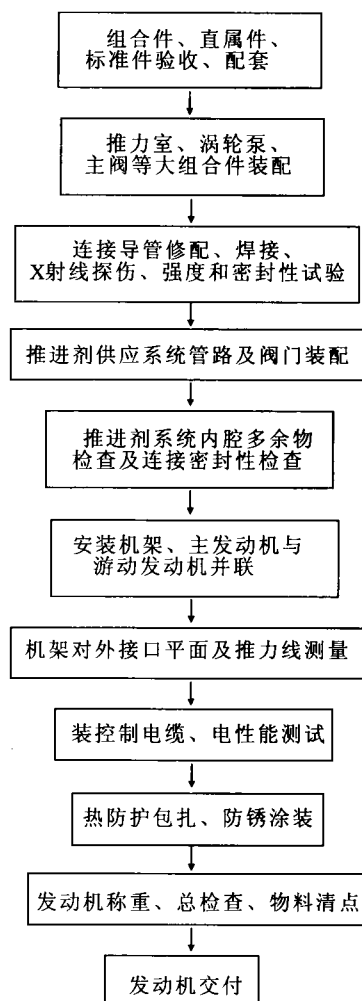 组合件、直属件、
标准件验收、配套
推力室、涡轮泵、
主阀等大组合件装配
连接导管修配、焊接、
X射线探伤、强度和密封性试验
推进剂供应系统管路及阀门装配
推进剂系统内腔多余物
检查及连接密封性检查
安装机架、主发动机与
游动发动机并联
机架对外接口平面及推力线测量
装控制电缆、电性能测试
热防护包扎、防锈涂装
发动机称重、总检查、物料清点
发动机交付